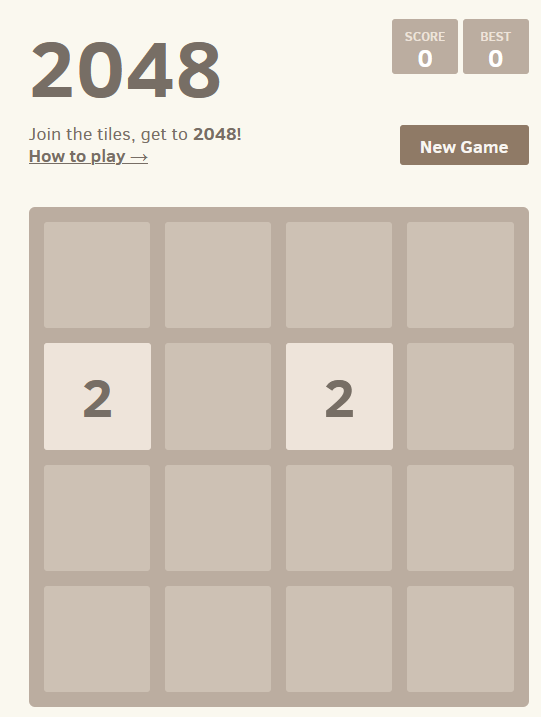 2048
SCORE
0
BEST
0
Join the tiles, get to 2048!
How to play →
New Game
2
2